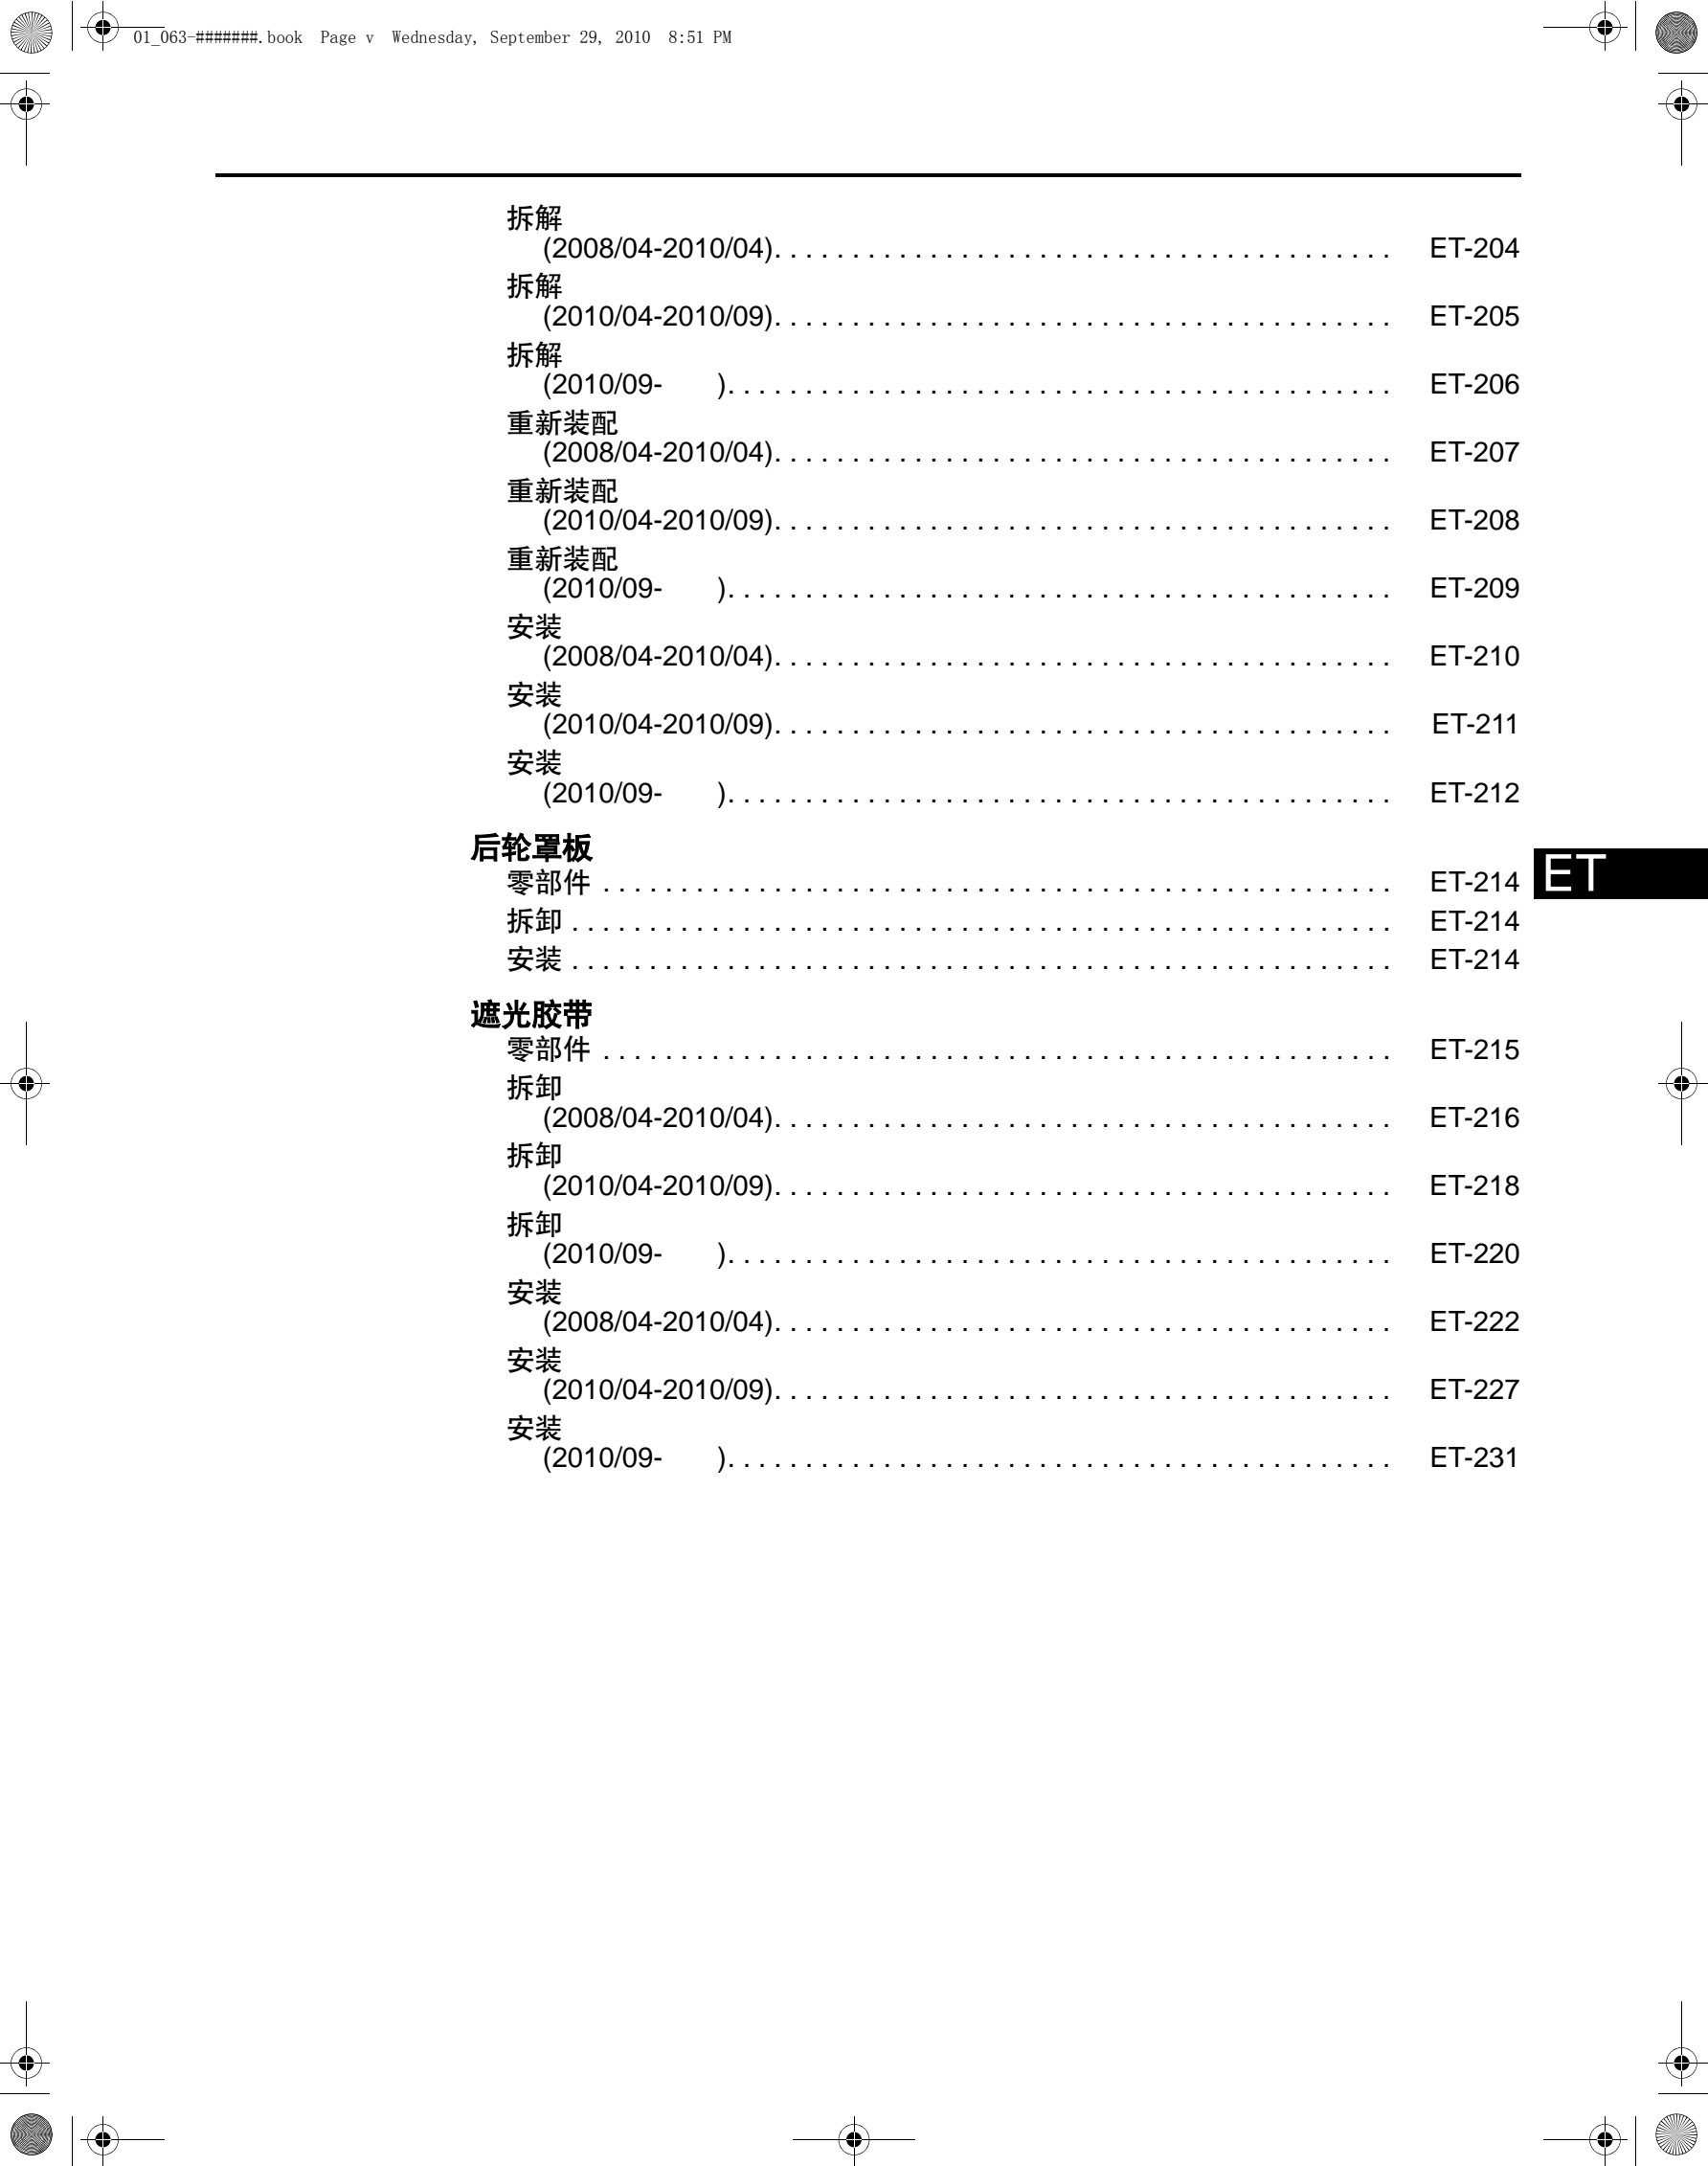 01_063-#######.book  Page v  Wednesday, September 29, 2010  8:51 PM
拆解
(2008/04-2010/04). . . . . . . . . . . . . . . . . . . . . . . . . . . . . . . . . . . . . . . . ET-204
拆解
(2010/04-2010/09). . . . . . . . . . . . . . . . . . . . . . . . . . . . . . . . . . . . . . . . ET-205
拆解
(2010/09-      ). . . . . . . . . . . . . . . . . . . . . . . . . . . . . . . . . . . . . . . . . . . ET-206
重新装配
(2008/04-2010/04). . . . . . . . . . . . . . . . . . . . . . . . . . . . . . . . . . . . . . . . ET-207
重新装配
(2010/04-2010/09). . . . . . . . . . . . . . . . . . . . . . . . . . . . . . . . . . . . . . . . ET-208
重新装配
(2010/09-      ). . . . . . . . . . . . . . . . . . . . . . . . . . . . . . . . . . . . . . . . . . . ET-209
安装
(2008/04-2010/04). . . . . . . . . . . . . . . . . . . . . . . . . . . . . . . . . . . . . . . . ET-210
安装
(2010/04-2010/09). . . . . . . . . . . . . . . . . . . . . . . . . . . . . . . . . . . . . . . . ET-211
安装
(2010/09-      ). . . . . . . . . . . . . . . . . . . . . . . . . . . . . . . . . . . . . . . . . . . ET-212
后轮罩板
零部件 . . . . . . . . . . . . . . . . . . . . . . . . . . . . . . . . . . . . . . . . . . . . . . . . . . . ET-214
ET
拆卸 . . . . . . . . . . . . . . . . . . . . . . . . . . . . . . . . . . . . . . . . . . . . . . . . . . . . . ET-214
安装 . . . . . . . . . . . . . . . . . . . . . . . . . . . . . . . . . . . . . . . . . . . . . . . . . . . . . ET-214
遮光胶带
零部件 . . . . . . . . . . . . . . . . . . . . . . . . . . . . . . . . . . . . . . . . . . . . . . . . . . . ET-215
拆卸
(2008/04-2010/04). . . . . . . . . . . . . . . . . . . . . . . . . . . . . . . . . . . . . . . . ET-216
拆卸
(2010/04-2010/09). . . . . . . . . . . . . . . . . . . . . . . . . . . . . . . . . . . . . . . . ET-218
拆卸
(2010/09-      ). . . . . . . . . . . . . . . . . . . . . . . . . . . . . . . . . . . . . . . . . . . ET-220
安装
(2008/04-2010/04). . . . . . . . . . . . . . . . . . . . . . . . . . . . . . . . . . . . . . . . ET-222
安装
(2010/04-2010/09). . . . . . . . . . . . . . . . . . . . . . . . . . . . . . . . . . . . . . . . ET-227
安装
(2010/09-      ). . . . . . . . . . . . . . . . . . . . . . . . . . . . . . . . . . . . . . . . . . . ET-231